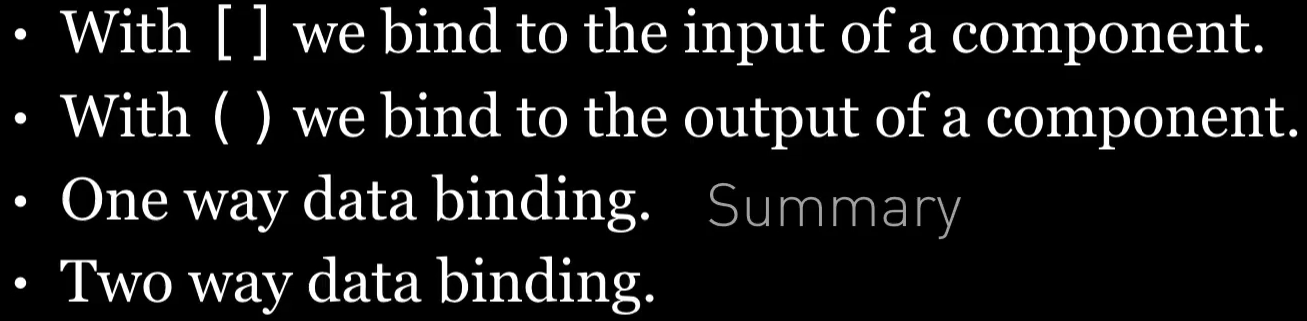 • With [ ] we bind to the input of a component.
• With ( ) we bind to the output of a component.
• One way data binding. Summary
• Two way data binding.